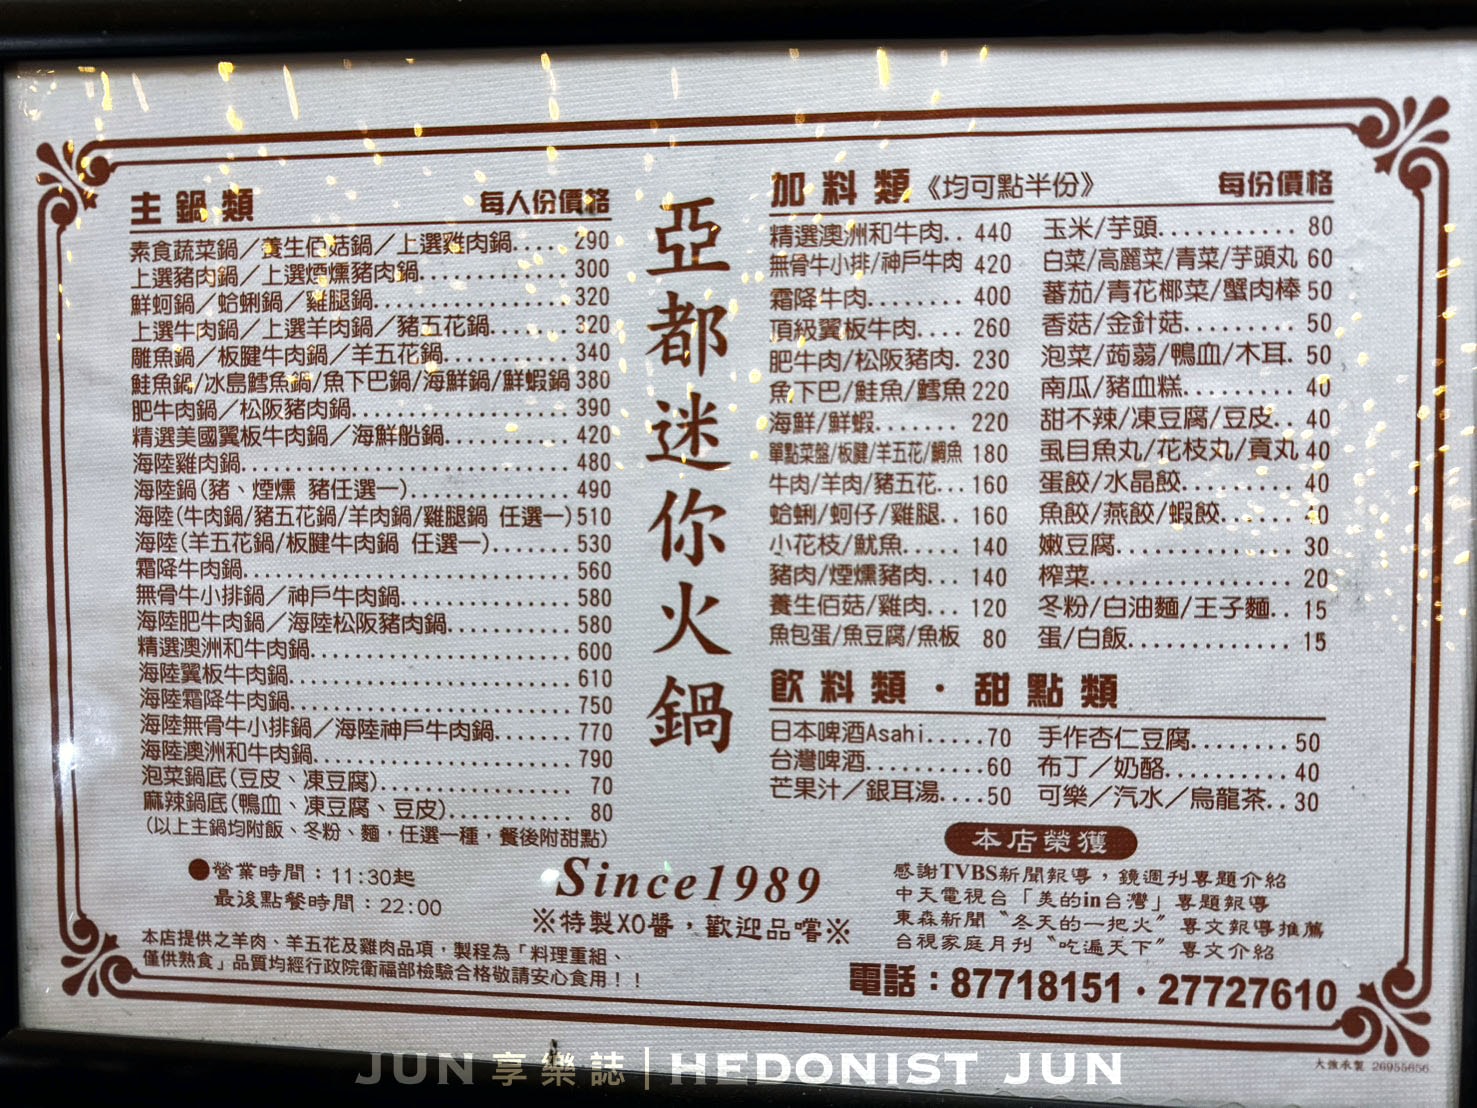 主鍋類 每人份價格
素食蔬菜鍋／養生佰菇鍋／上選雞肉鍋.... 290
上選豬肉鍋／上選煙燻豬肉鍋............. 300
鮮蚵鍋／蛤蜊鍋／雞腿鍋................. 320
上選牛肉鍋／上選羊肉鍋／豬五花鍋....... 320
雕魚鍋／板腱牛肉鍋／羊五花鍋........... 340
鮭魚鍋/冰島鱈魚鍋/魚下巴鍋/海鮮鍋/鮮蝦鍋 380
肥牛肉鍋／松阪豬肉鍋................... 390
精選美國翼板牛肉鍋／海鮮船鍋........... 420
海陸雞肉鍋............................. 480
海陸鍋(豬、煙燻 豬任選一).............. 490
海陸(牛肉鍋/豬五花鍋/羊肉鍋/雞腿鍋 任選一)510
海陸(羊五花鍋/板腱牛肉鍋 任選一)....... 530
霜降牛肉鍋............................. 560
無骨牛小排鍋／神戶牛肉鍋............... 580
海陸肥牛肉鍋／海陸松阪豬肉鍋........... 580
精選澳洲和牛肉鍋....................... 600
海陸翼板牛肉鍋......................... 610
海陸霜降牛肉鍋......................... 750
海陸無骨牛小排鍋／海陸神戶牛肉鍋....... 770
海陸澳洲和牛肉鍋....................... 790
泡菜鍋底(豆皮、凍豆腐)................. 70
麻辣鍋底(鴨血、凍豆腐、豆皮)........... 80
(以上主鍋均附飯、冬粉、麵，任選一種，餐後附甜點)
●營業時間：11:30起
最後點餐時間：22:00
本店提供之羊肉、羊五花及雞肉品項，製程為「料理重組、
僅供熟食」品質均經行政院衛福部檢驗合格敬請安心食用！！
亞都迷你火鍋
Since1989
※特製XO醬，歡迎品嚐※
加料類《均可點半份》 每份價格
精選澳洲和牛肉.. 440
無骨牛小排/神戶牛肉 420
霜降牛肉........ 400
頂級翼板牛肉.... 260
肥牛肉/松阪豬肉. 230
魚下巴/鮭魚/鱈魚 220
海鮮/鮮蝦....... 220
單點菜盤/板腱/羊五花/鯛魚 180
牛肉/羊肉/豬五花... 160
蛤蜊/蚵仔/雞腿.. 160
小花枝/魷魚..... 140
豬肉/煙燻豬肉... 140
養生佰菇/雞肉... 120
魚包蛋/魚豆腐/魚板 80
玉米/芋頭........... 80
白菜/高麗菜/青菜/芋頭丸 60
蕃茄/青花椰菜/蟹肉棒 50
香菇/金針菇......... 50
泡菜/蒟蒻/鴨血/木耳. 50
南瓜/豬血糕......... 40
甜不辣/凍豆腐/豆皮.. 40
虱目魚丸/花枝丸/貢丸 40
蛋餃/水晶餃......... 40
魚餃/燕餃/蝦餃...... 40
嫩豆腐.............. 30
榨菜................ 20
冬粉/白油麵/王子麵.. 15
蛋/白飯............. 15
飲料類・甜點類
日本啤酒Asahi.....70
台灣啤酒..........60
芒果汁／銀耳湯....50
手作杏仁豆腐........ 50
布丁／奶酪.......... 40
可樂／汽水／烏龍茶.. 30
本店榮獲
感謝TVBS新聞報導，鏡週刊專題介紹
中天電視台「美的in台灣」專題報導
東森新聞〝冬天的一把火〞專文報導推薦
台視家庭月刊〝吃遍天下〞專文介紹
電話：87718151・27727610
大強承製 26955656
JUN享樂誌｜HEDONIST JUN